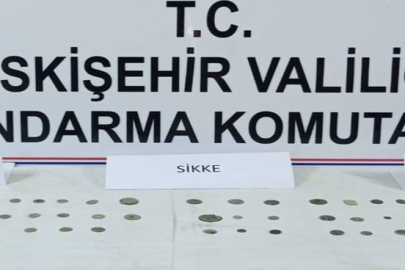 T.C.
SKİŞEHİR VALİLİĞ
NDARMA KOMUTA
SİKKE